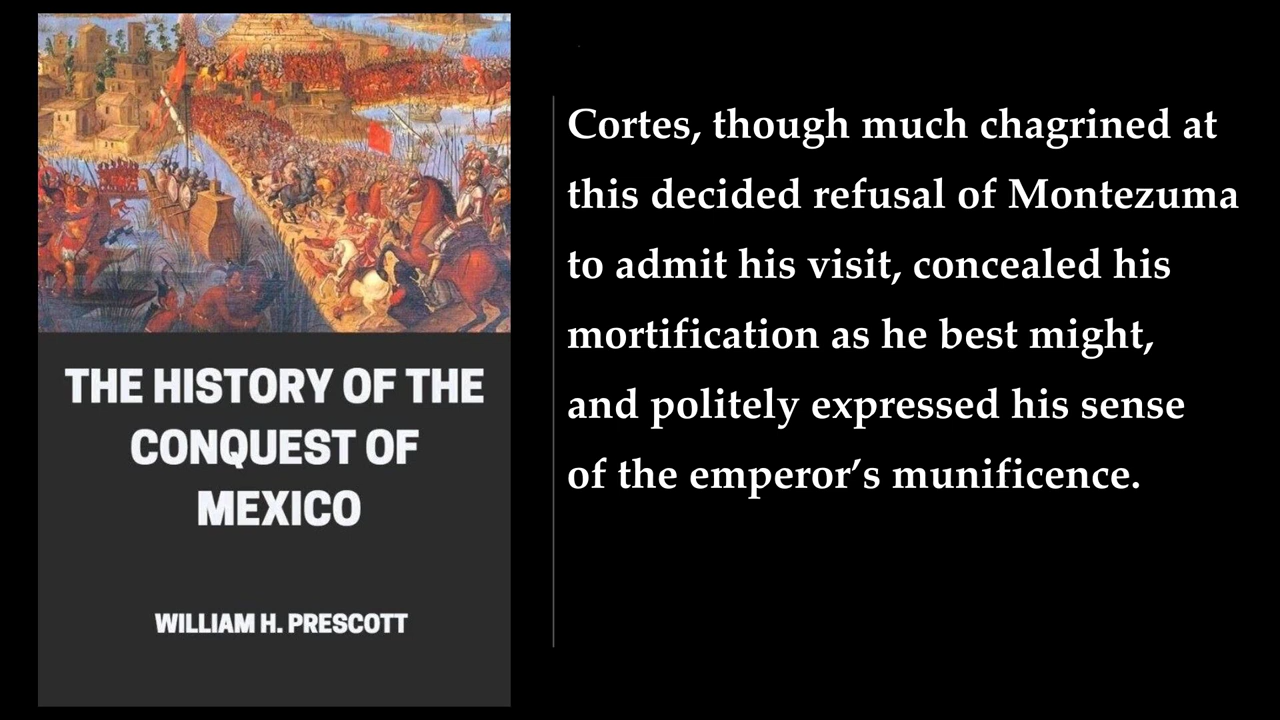 THE HISTORY OF THE
CONQUEST OF
MEXICO
WILLIAM H. PRESCOTT
Cortes, though much chagrined at
this decided refusal of Montezuma
to admit his visit, concealed his
mortification as he best might,
and politely expressed his sense
of the emperor’s munificence.